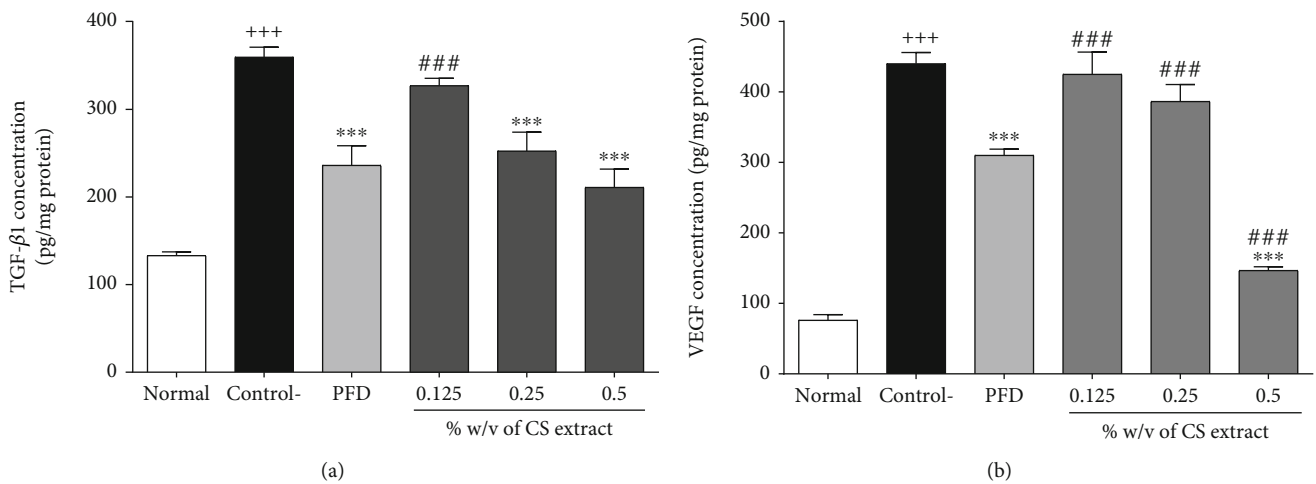 400
300
200
100
0
TGF-β1 concentration
(pg/mg protein)
+++
***
###
***
***
Normal Control- PFD 0.125 0.25 0.5
% w/v of CS extract
(a)
500
400
300
200
100
0
VEGF concentration (pg/mg protein)
+++
***
###
###
###
***
Normal Control- PFD 0.125 0.25 0.5
% w/v of CS extract
(b)